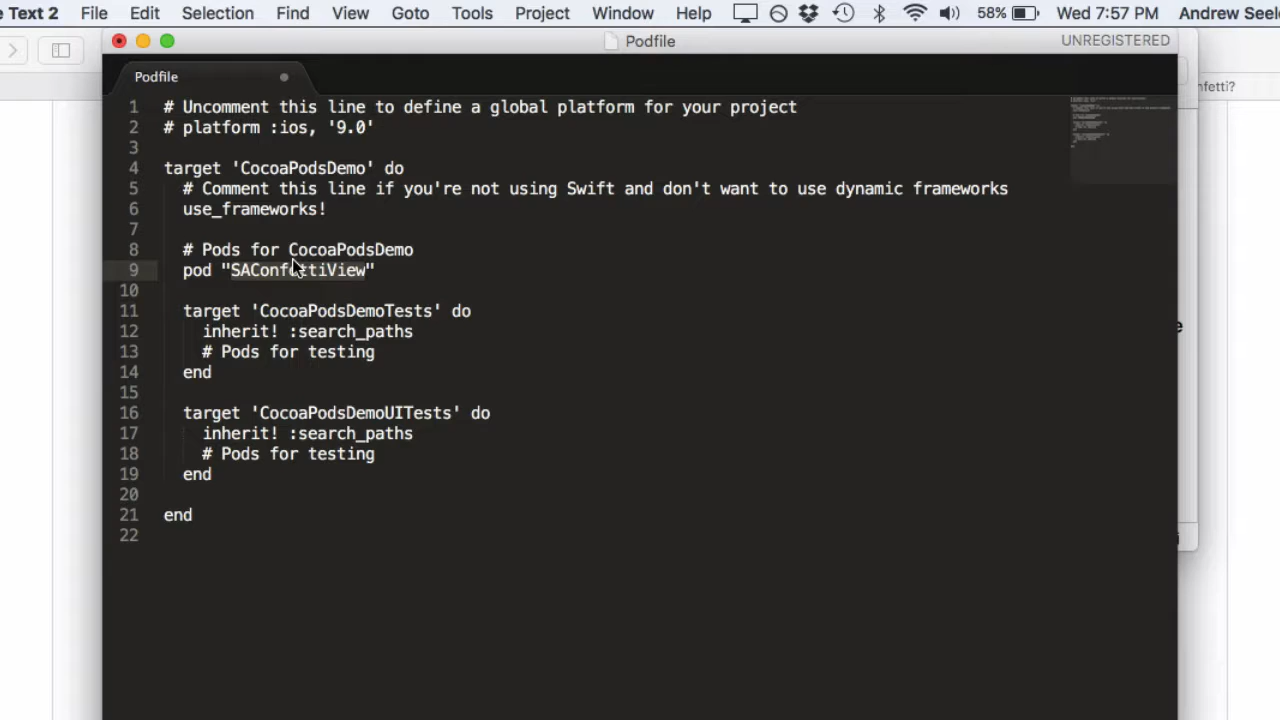 e Text 2 File Edit Selection Find View Goto Tools Project Window Help 58% Wed 7:57 PM Andrew Seele
Podfile UNREGISTERED
Podfile
nfetti?
1 # Uncomment this line to define a global platform for your project
2 # platform :ios, '9.0'
3
4 target 'CocoaPodsDemo' do
5 # Comment this line if you're not using Swift and don't want to use dynamic frameworks
6 use_frameworks!
7
8 # Pods for CocoaPodsDemo
9 pod "SAConfettiView"
10
11 target 'CocoaPodsDemoTests' do
12 inherit! :search_paths
13 # Pods for testing
14 end
15
16 target 'CocoaPodsDemoUITests' do
17 inherit! :search_paths
18 # Pods for testing
19 end
20
21 end
22